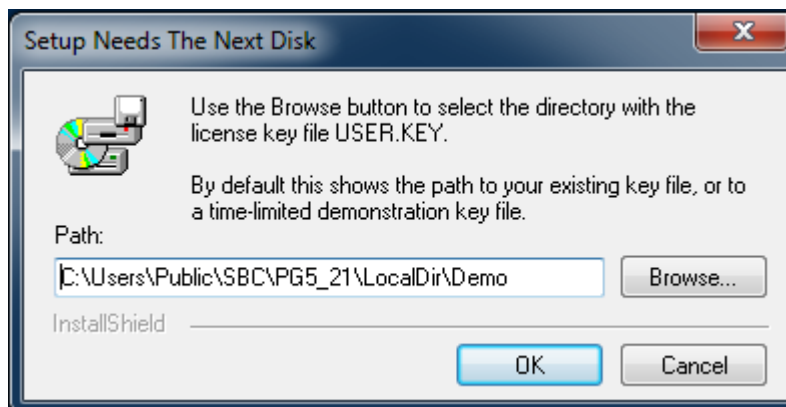 Setup Needs The Next Disk
Use the Browse button to select the directory with the
license key file USER.KEY.
By default this shows the path to your existing key file, or to
a time-limited demonstration key file.
Path:
C:\Users\Public\SBC\PG5_21\LocalDir\Demo
Browse...
InstallShield
OK
Cancel